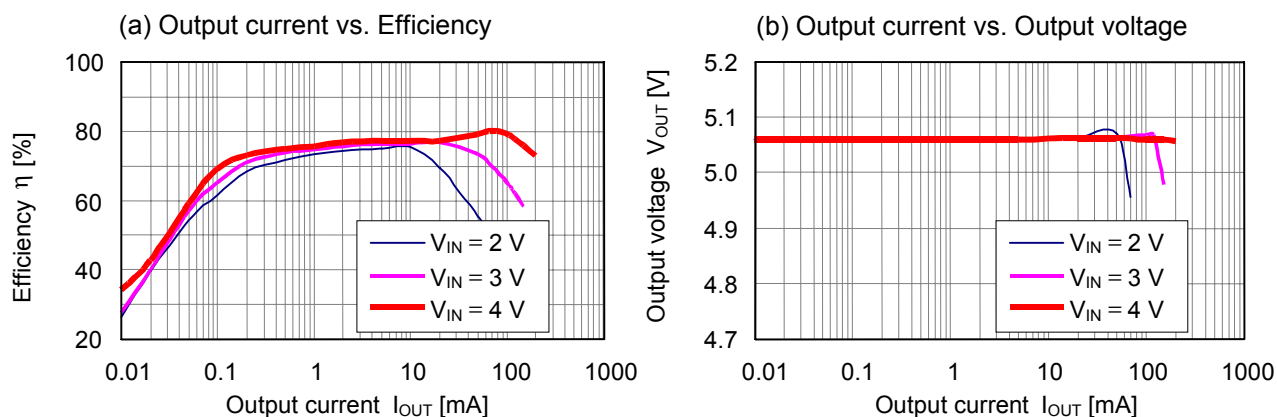 (a) Output current vs. Efficiency
Efficiency η [%]
100
80
60
40
20
0.01 0.1 1 10 100 1000
Output current IOUT [mA]
VIN = 2 V
VIN = 3 V
VIN = 4 V
(b) Output current vs. Output voltage
Output voltage VOUT [V]
5.2
5.1
5.0
4.9
4.8
4.7
0.01 0.1 1 10 100 1000
Output current IOUT [mA]
VIN = 2 V
VIN = 3 V
VIN = 4 V